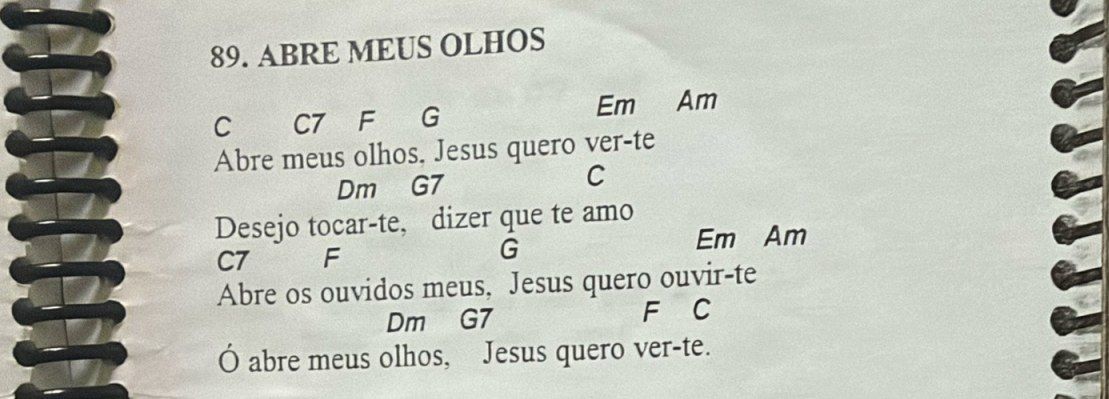 89. ABRE MEUS OLHOS
C C7 F G Em Am
Abre meus olhos, Jesus quero ver-te
Dm G7 C
Desejo tocar-te, dizer que te amo
C7 F G Em Am
Abre os ouvidos meus, Jesus quero ouvir-te
Dm G7 F C
Ó abre meus olhos, Jesus quero ver-te.